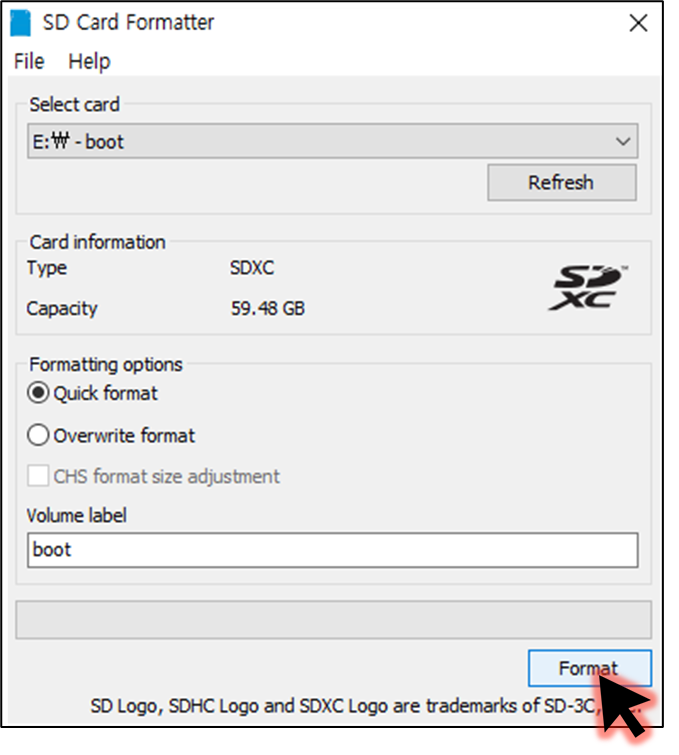 SD Card Formatter
File Help
Select card
E:₩ - boot
Refresh
Card information
Type SDXC
Capacity 59.48 GB
SD XC ™
Formatting options
Quick format
Overwrite format
CHS format size adjustment
Volume label
boot
Format
SD Logo, SDHC Logo and SDXC Logo are trademarks of SD-3C,